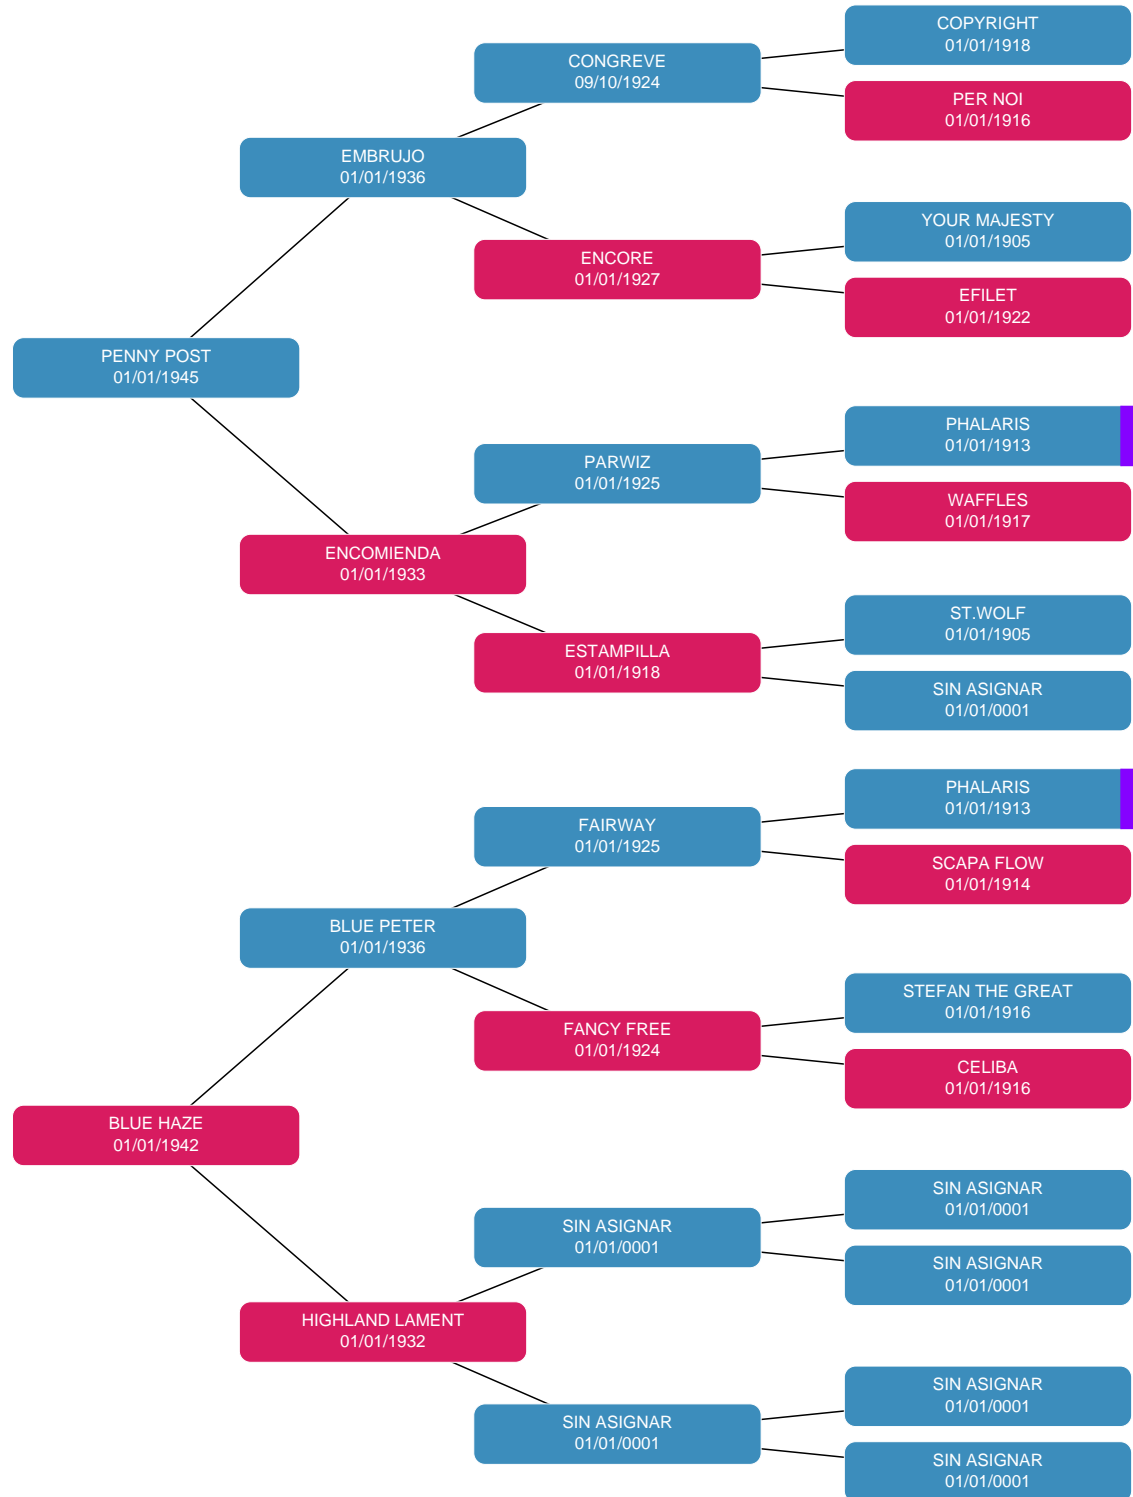 COPYRIGHT
01/01/1918
CONGREVE
09/10/1924
PER NOI
01/01/1916
EMBRUJO
01/01/1936
YOUR MAJESTY
01/01/1905
ENCORE
01/01/1927
EFILET
01/01/1922
PENNY POST
01/01/1945
PHALARIS
01/01/1913
PARWIZ
01/01/1925
WAFFLES
01/01/1917
ENCOMIENDA
01/01/1933
ST.WOLF
01/01/1905
ESTAMPILLA
01/01/1918
SIN ASIGNAR
01/01/0001
PHALARIS
01/01/1913
FAIRWAY
01/01/1925
SCAPA FLOW
01/01/1914
BLUE PETER
01/01/1936
STEFAN THE GREAT
01/01/1916
FANCY FREE
01/01/1924
CELIBA
01/01/1916
BLUE HAZE
01/01/1942
SIN ASIGNAR
01/01/0001
SIN ASIGNAR
01/01/0001
SIN ASIGNAR
01/01/0001
HIGHLAND LAMENT
01/01/1932
SIN ASIGNAR
01/01/0001
SIN ASIGNAR
01/01/0001
SIN ASIGNAR
01/01/0001